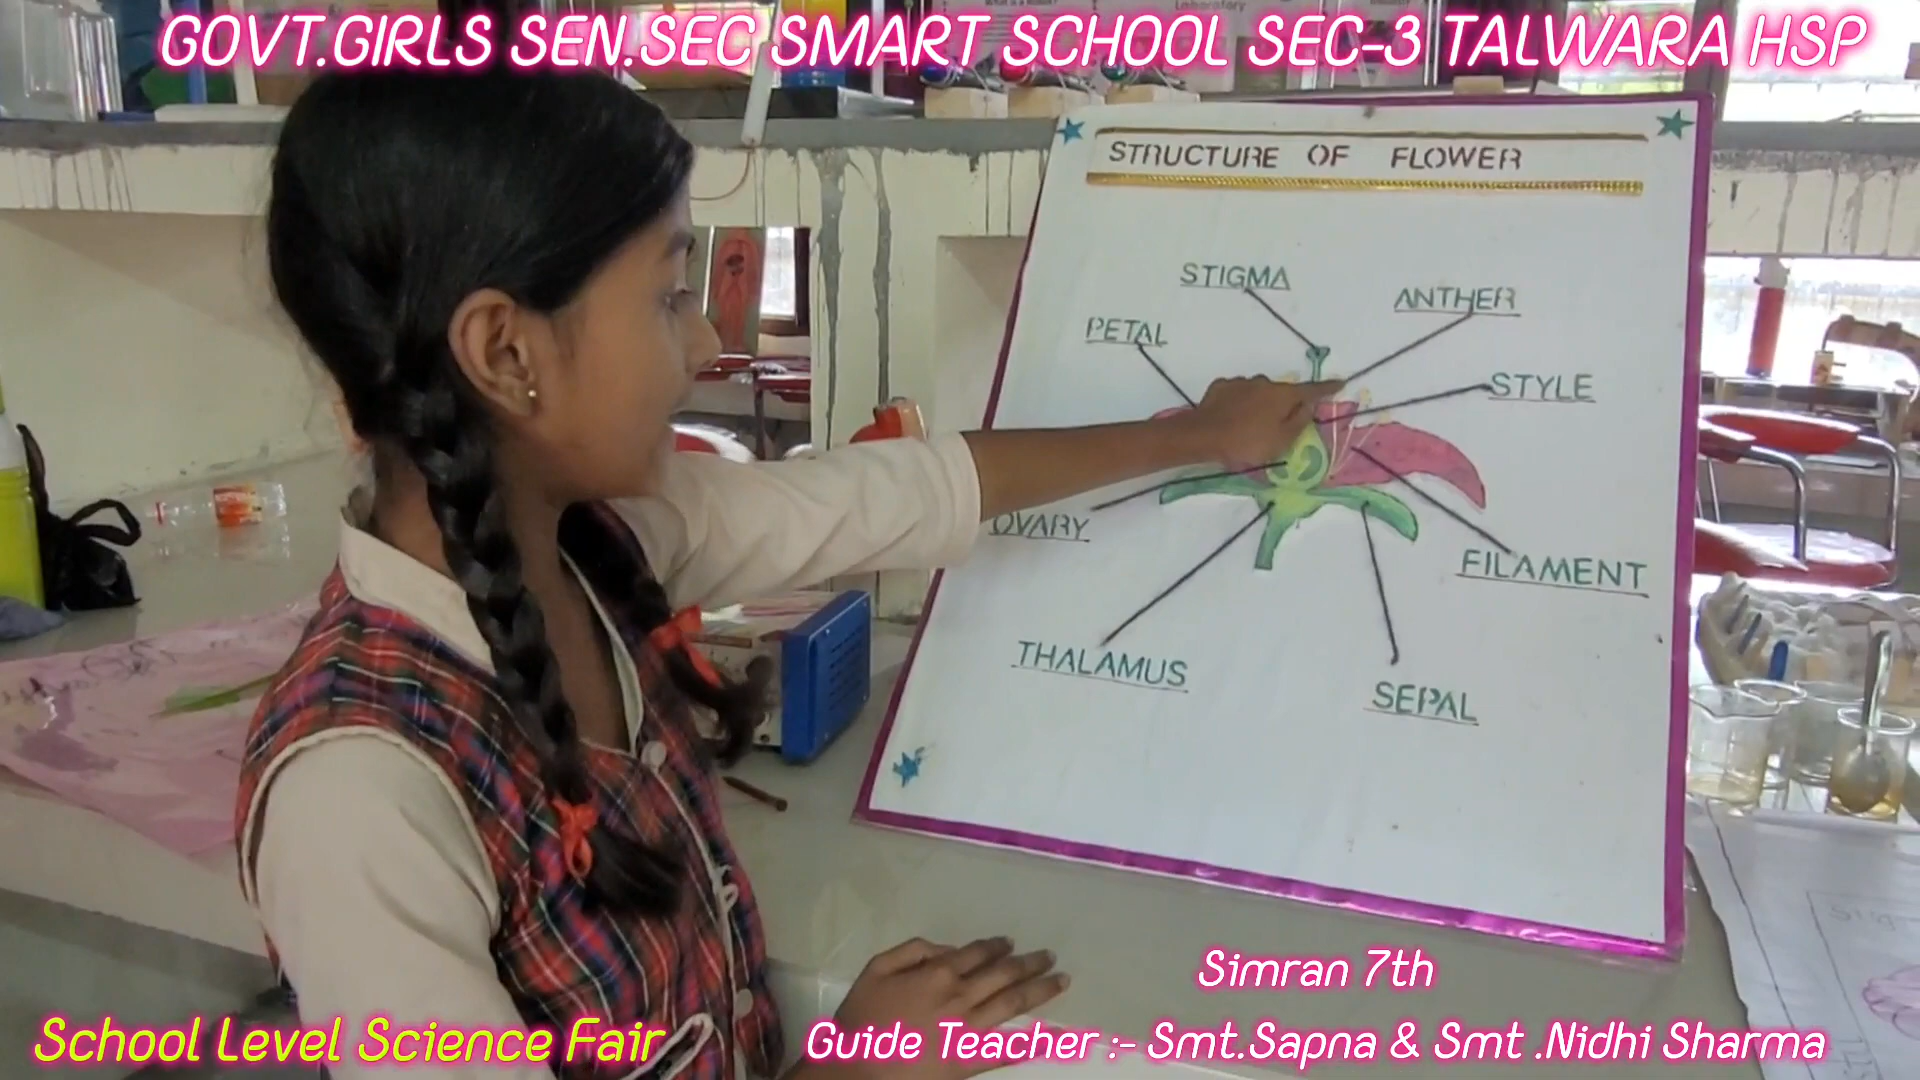 GOVT.GIRLS SEN.SEC SMART SCHOOL SEC-3 TALWARA HSP
Laboratory
STRUCTURE OF FLOWER
STIGMA
ANTHER
PETAL
STYLE
OVARY
FILAMENT
THALAMUS
SEPAL
Simran 7th
School Level Science Fair
Guide Teacher :- Smt.Sapna & Smt .Nidhi Sharma